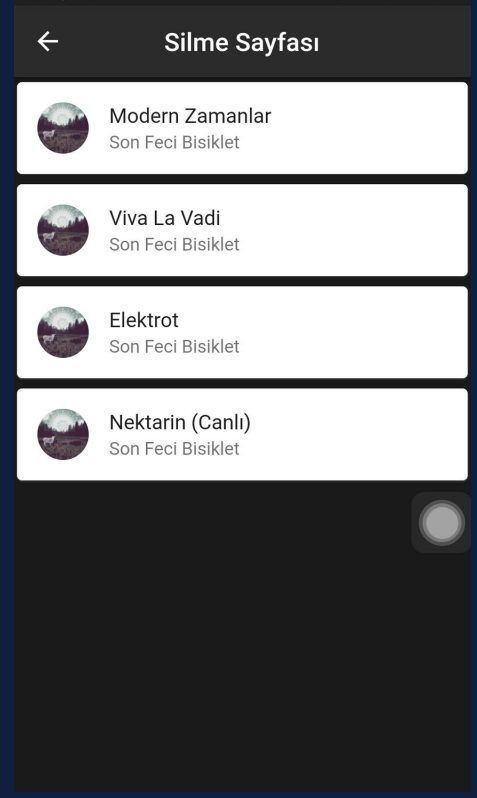 Silme Sayfası
Modern Zamanlar
Son Feci Bisiklet
Viva La Vadi
Son Feci Bisiklet
Elektrot
Son Feci Bisiklet
Nektarin (Canlı)
Son Feci Bisiklet